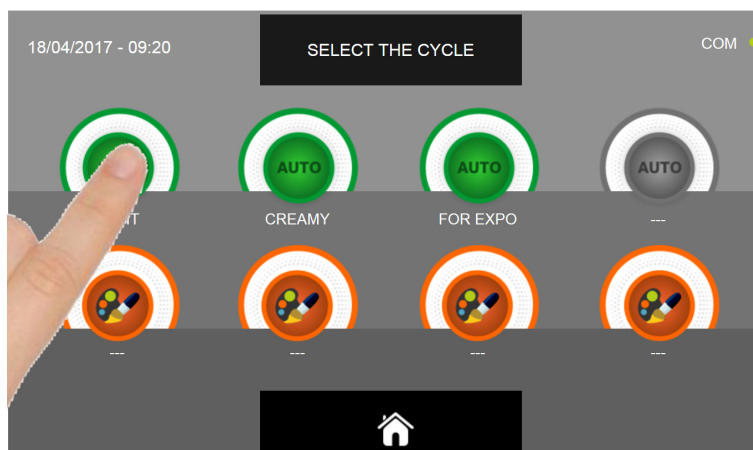 18/04/2017 - 09:20
SELECT THE CYCLE
COM
AUTO
AUTO
AUTO
CREAMY
FOR EXPO
---
---
---
---
---